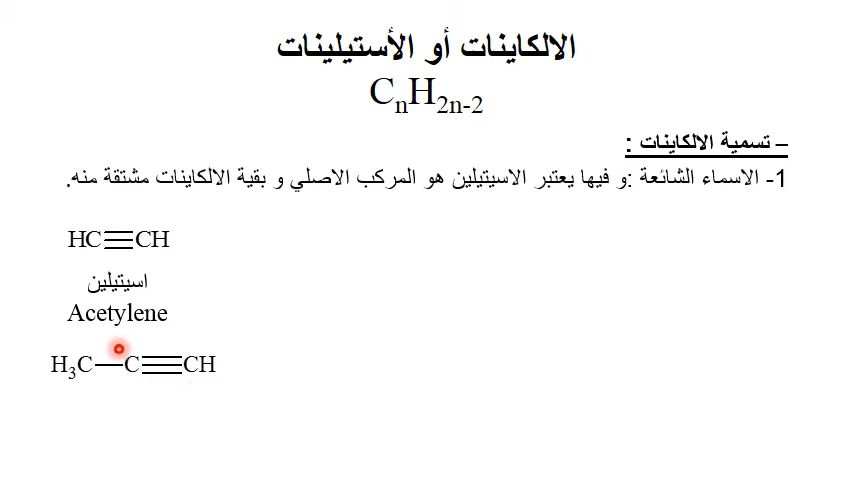 الالكاينات أو الأستيلينات
CnH2n-2
– تسمية الالكاينات :
1- الاسماء الشائعة :و فيها يعتبر الاسيتيلين هو المركب الاصلي و بقية الالكاينات مشتقة منه.
HC≡CH
اسيتيلين
Acetylene
H3C—C≡CH